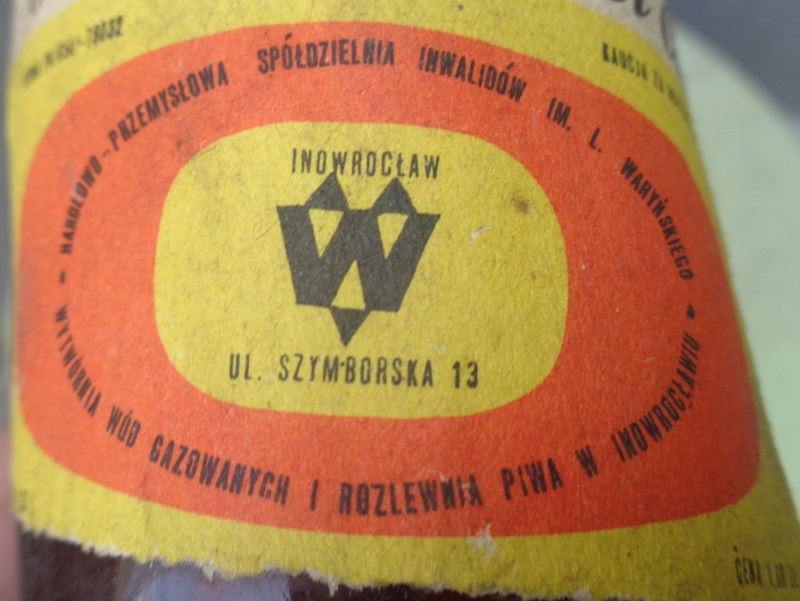 KAUCJA ZA
HANDLOWO-PRZEMYSŁOWA SPÓŁDZIELNIA INWALIDÓW IM. L. WARYŃSKIEGO
INOWROCŁAW
UL. SZYMBORSKA 13
WYTWÓRNIA WÓD GAZOWANYCH I ROZLEWNIA PIWA W INOWROCŁAWIU
CENA